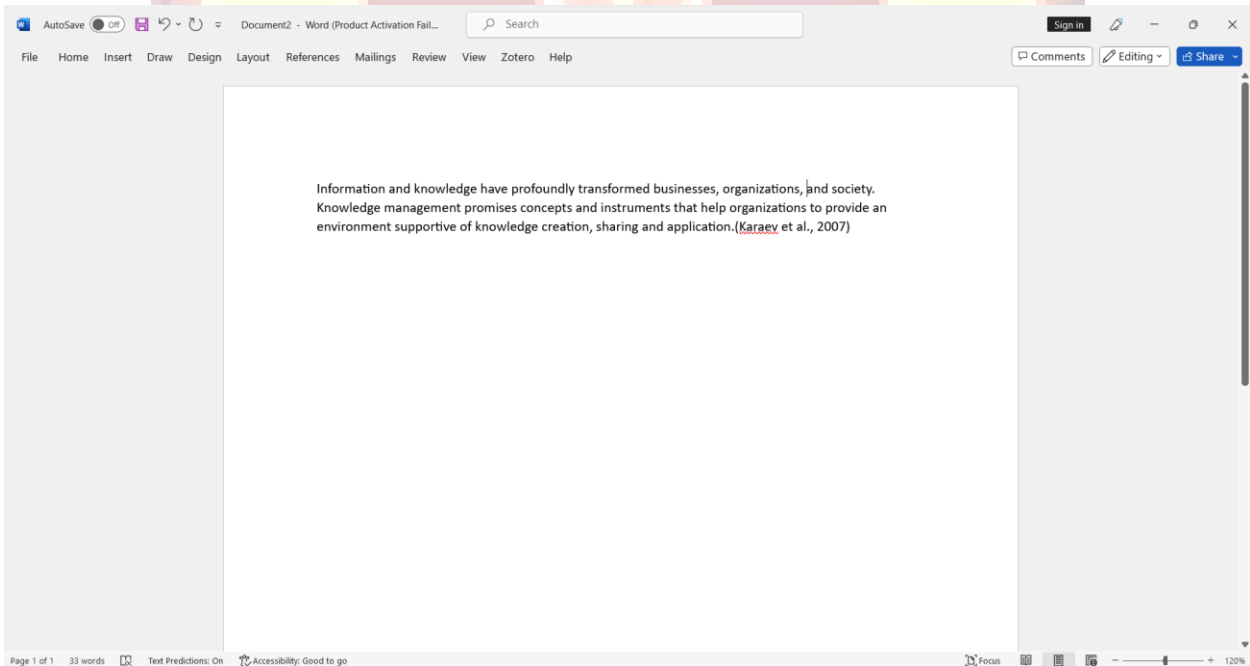 AutoSave Off Document2 - Word (Product Activation Fail... Search Sign in
File Home Insert Draw Design Layout References Mailings Review View Zotero Help Comments Editing Share
Information and knowledge have profoundly transformed businesses, organizations, and society.
Knowledge management promises concepts and instruments that help organizations to provide an
environment supportive of knowledge creation, sharing and application.(Karaev et al., 2007)
Page 1 of 1 33 words Text Predictions: On Accessibility: Good to go Focus 120%